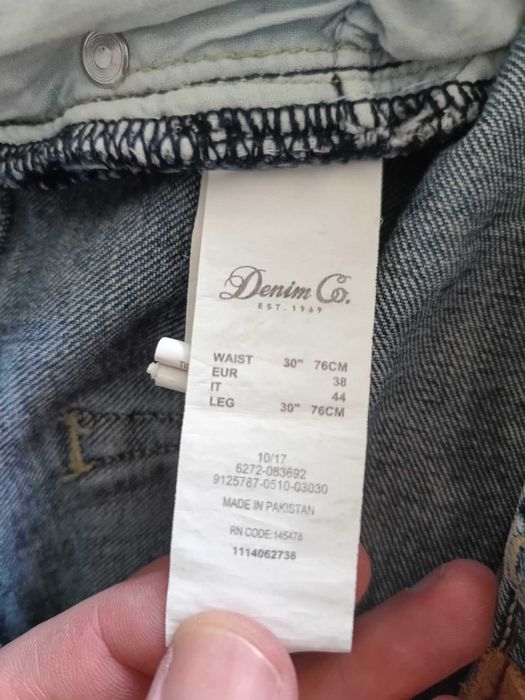 Denim Co.
EST. 1969
WAIST 30" 76CM
EUR 38
IT 44
LEG 30" 76CM
10/17
6272-083692
9125787-0510-03030
MADE IN PAKISTAN
RN CODE:145478
1114062736